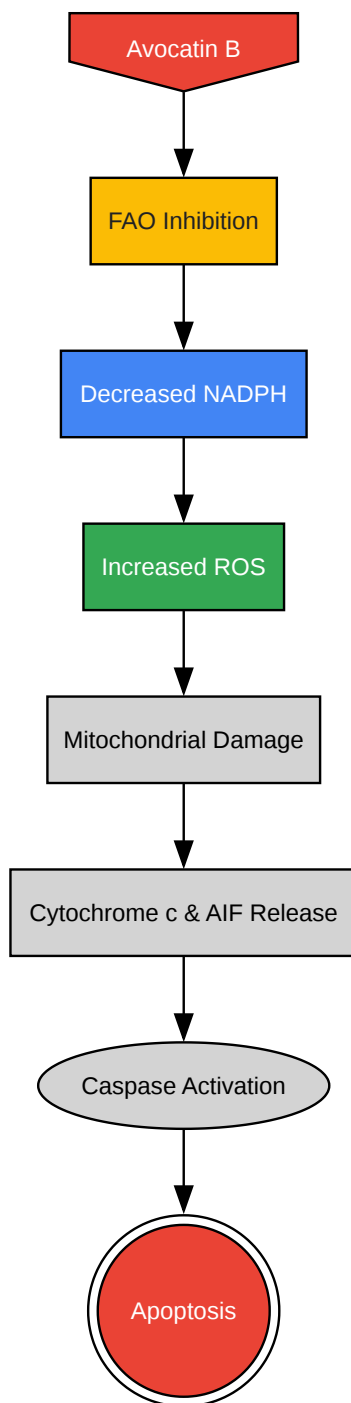 Avocatin B
FAO Inhibition
Decreased NADPH
Increased ROS
Mitochondrial Damage
Cytochrome c & AIF Release
Caspase Activation
Apoptosis